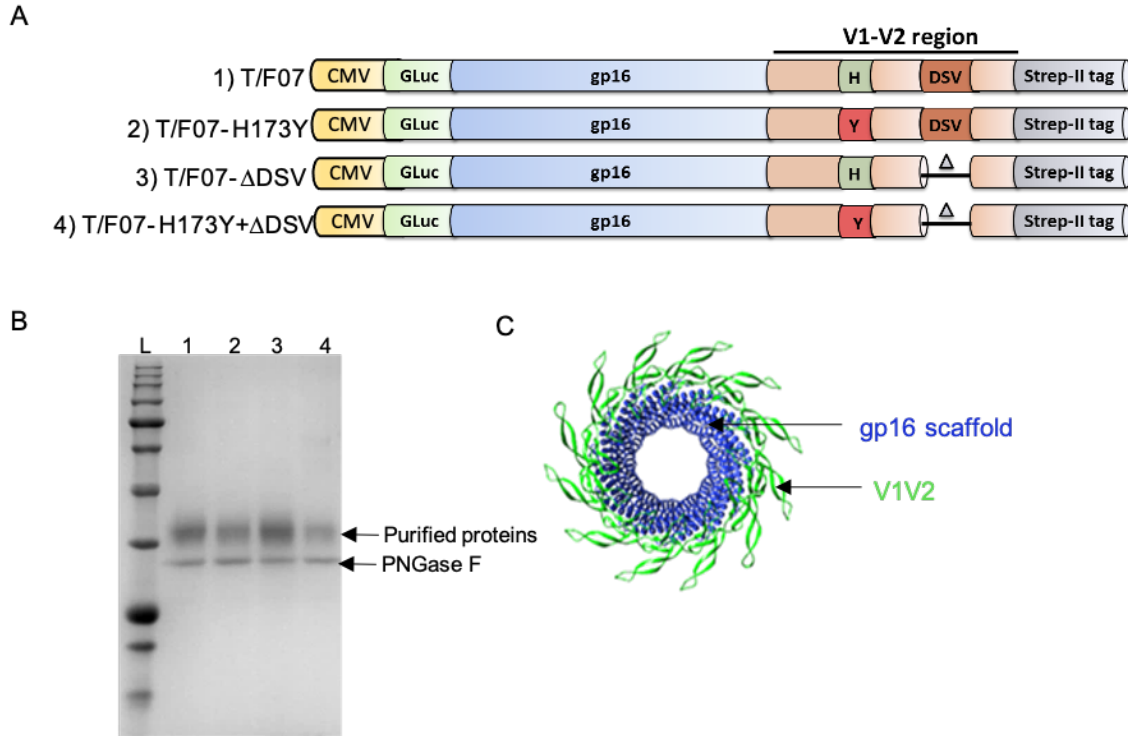 A
V1-V2 region
1) T/F07 CMV GLuc gp16 H DSV Strep-II tag
2) T/F07-H173Y CMV GLuc gp16 Y DSV Strep-II tag
Δ
3) T/F07-ΔDSV CMV GLuc gp16 H Strep-II tag
Δ
4) T/F07-H173Y+ΔDSV CMV GLuc gp16 Y Strep-II tag
B
L 1 2 3 4
Purified proteins
PNGase F
C
gp16 scaffold
V1V2